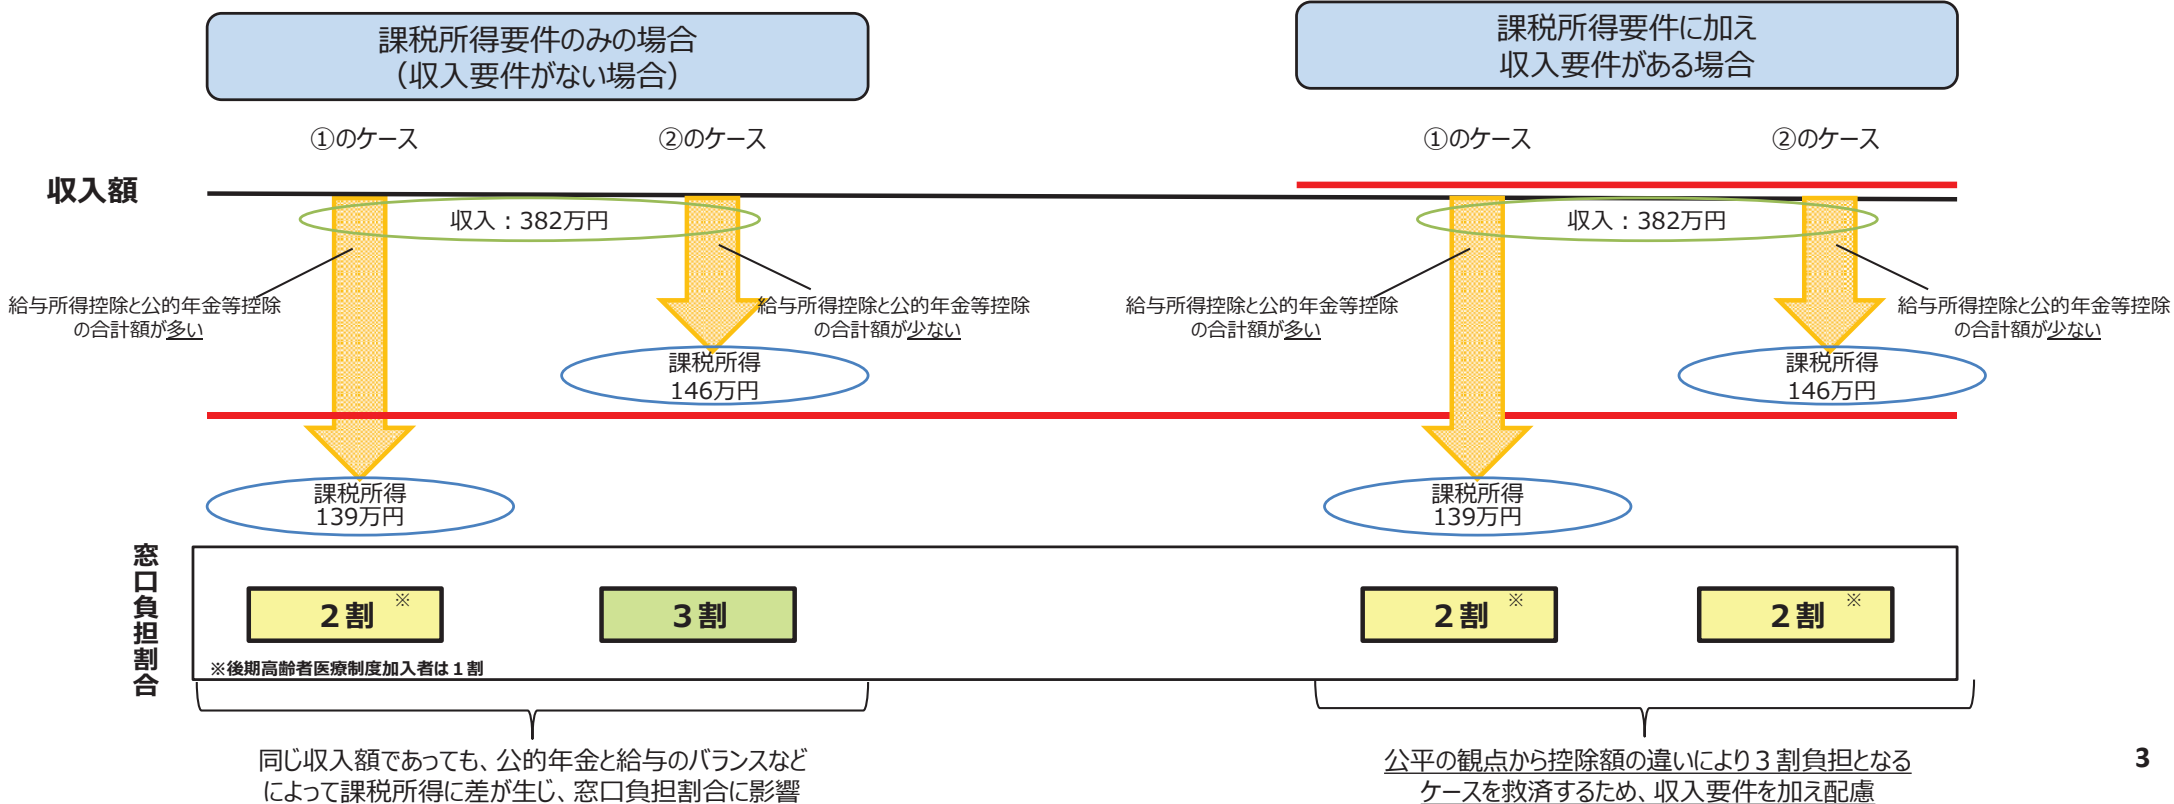 課税所得要件のみの場合
（収入要件がない場合）
課税所得要件に加え
収入要件がある場合
①のケース
②のケース
①のケース
②のケース
収入額
収入：382万円
収入：382万円
給与所得控除と公的年金等控除
の合計額が多い
給与所得控除と公的年金等控除
の合計額が少ない
給与所得控除と公的年金等控除
の合計額が多い
給与所得控除と公的年金等控除
の合計額が少ない
課税所得
146万円
課税所得
146万円
課税所得
139万円
課税所得
139万円
窓口負担割合
２割 ※
３割
２割 ※
２割 ※
※後期高齢者医療制度加入者は１割
同じ収入額であっても、公的年金と給与のバランスなど
によって課税所得に差が生じ、窓口負担割合に影響
公平の観点から控除額の違いにより３割負担となる
ケースを救済するため、収入要件を加え配慮
3